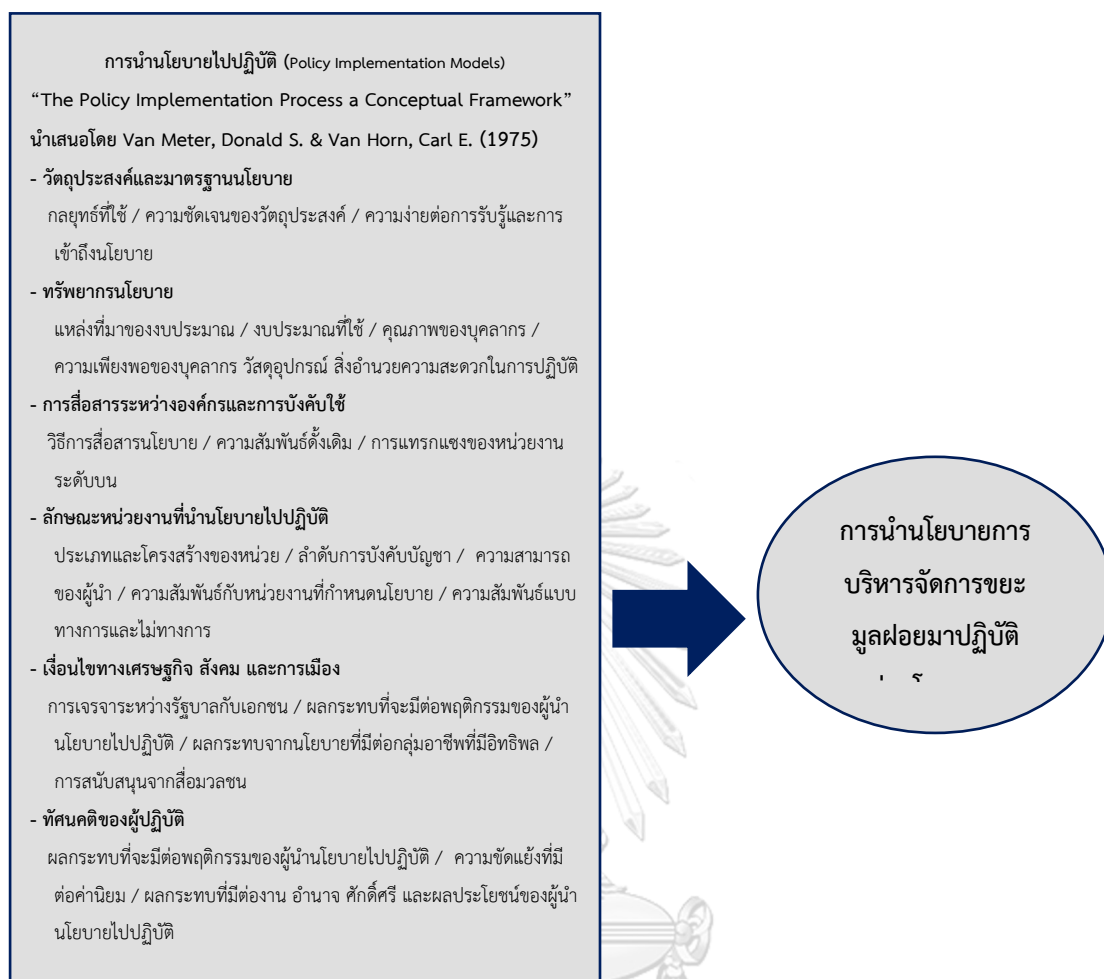 การนำนโยบายไปปฏิบัติ (Policy Implementation Models)
“The Policy Implementation Process a Conceptual Framework”
นำเสนอโดย Van Meter, Donald S. & Van Horn, Carl E. (1975)
- วัตถุประสงค์และมาตรฐานนโยบาย
กลยุทธ์ที่ใช้ / ความชัดเจนของวัตถุประสงค์ / ความง่ายต่อการรับรู้และการ
เข้าถึงนโยบาย
- ทรัพยากรนโยบาย
แหล่งที่มาของงบประมาณ / งบประมาณที่ใช้ / คุณภาพของบุคลากร /
ความเพียงพอของบุคลากร วัสดุอุปกรณ์ สิ่งอำนวยความสะดวกในการปฏิบัติ
- การสื่อสารระหว่างองค์กรและการบังคับใช้
วิธีการสื่อสารนโยบาย / ความสัมพันธ์ดั้งเดิม / การแทรกแซงของหน่วยงาน
ระดับบน
- ลักษณะหน่วยงานที่นำนโยบายไปปฏิบัติ
ประเภทและโครงสร้างของหน่วย / ลำดับการบังคับบัญชา / ความสามารถ
ของผู้นำ / ความสัมพันธ์กับหน่วยงานที่กำหนดนโยบาย / ความสัมพันธ์แบบ
ทางการและไม่ทางการ
- เงื่อนไขทางเศรษฐกิจ สังคม และการเมือง
การเจรจาระหว่างรัฐบาลกับเอกชน / ผลกระทบที่จะมีต่อพฤติกรรมของผู้นำ
นโยบายไปปฏิบัติ / ผลกระทบจากนโยบายที่มีต่อกลุ่มอาชีพที่มีอิทธิพล /
การสนับสนุนจากสื่อมวลชน
- ทัศนคติของผู้ปฏิบัติ
ผลกระทบที่จะมีต่อพฤติกรรมของผู้นำนโยบายไปปฏิบัติ / ความขัดแย้งที่มี
ต่อค่านิยม / ผลกระทบที่มีต่องาน อำนาจ ศักดิ์ศรี และผลประโยชน์ของผู้นำ
นโยบายไปปฏิบัติ
การนำนโยบายการ
บริหารจัดการขยะ
มูลฝอยมาปฏิบัติ